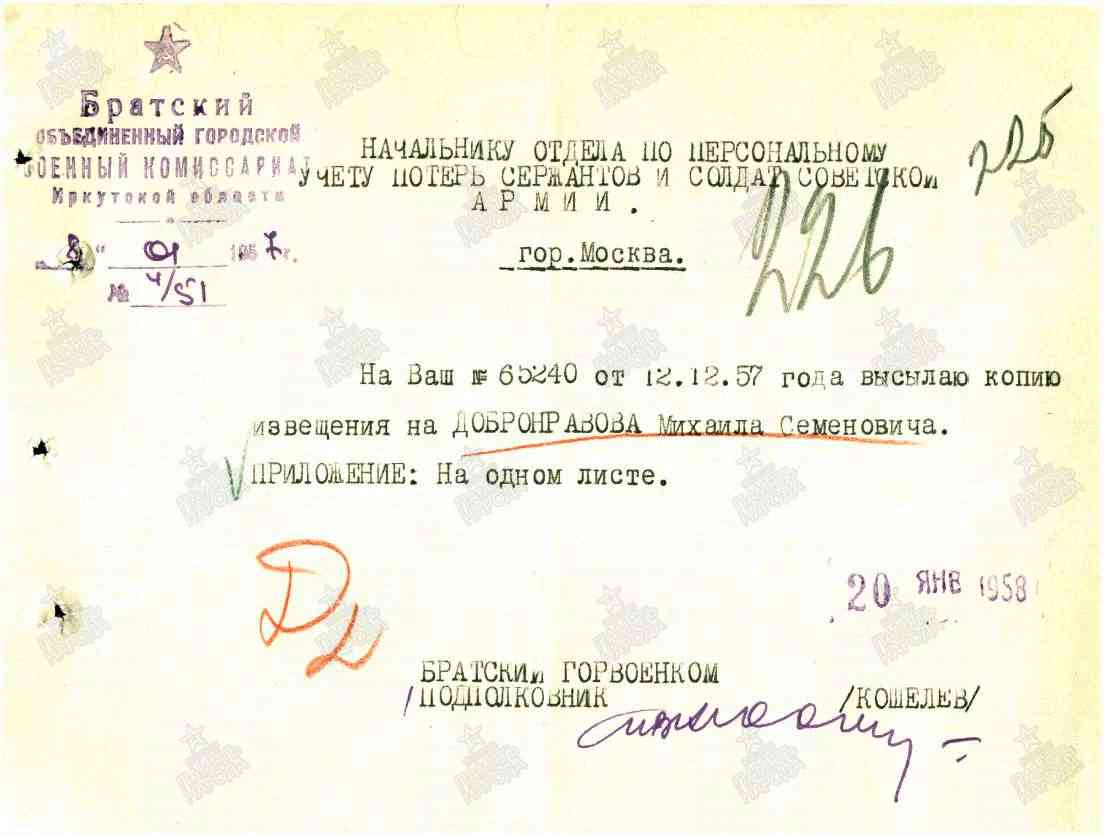 Братский
ОБЪЕДИНЕННЫЙ ГОРОДСКОЙ
ВОЕННЫЙ КОМИССАРИАТ
Иркутской области
8 " 01 1957 г.
№ 4/51
НАЧАЛЬНИКУ ОТДЕЛА ПО ПЕРСОНАЛЬНОМУ
УЧЕТУ ПОТЕРЬ СЕРЖАНТОВ И СОЛДАТ СОВЕТСКОЙ
АРМИИ.
гор.Москва.
225
226
На Ваш № 65240 от 12.12.57 года высылаю копию
извещения на ДОБРОНРАВОВА Михаила Семеновича.
ПРИЛОЖЕНИЕ: На одном листе.
20 ЯНВ 1958
БРАТСКИЙ ГОРВОЕНКОМ
ПОДПОЛКОВНИК /КОШЕЛЕВ/